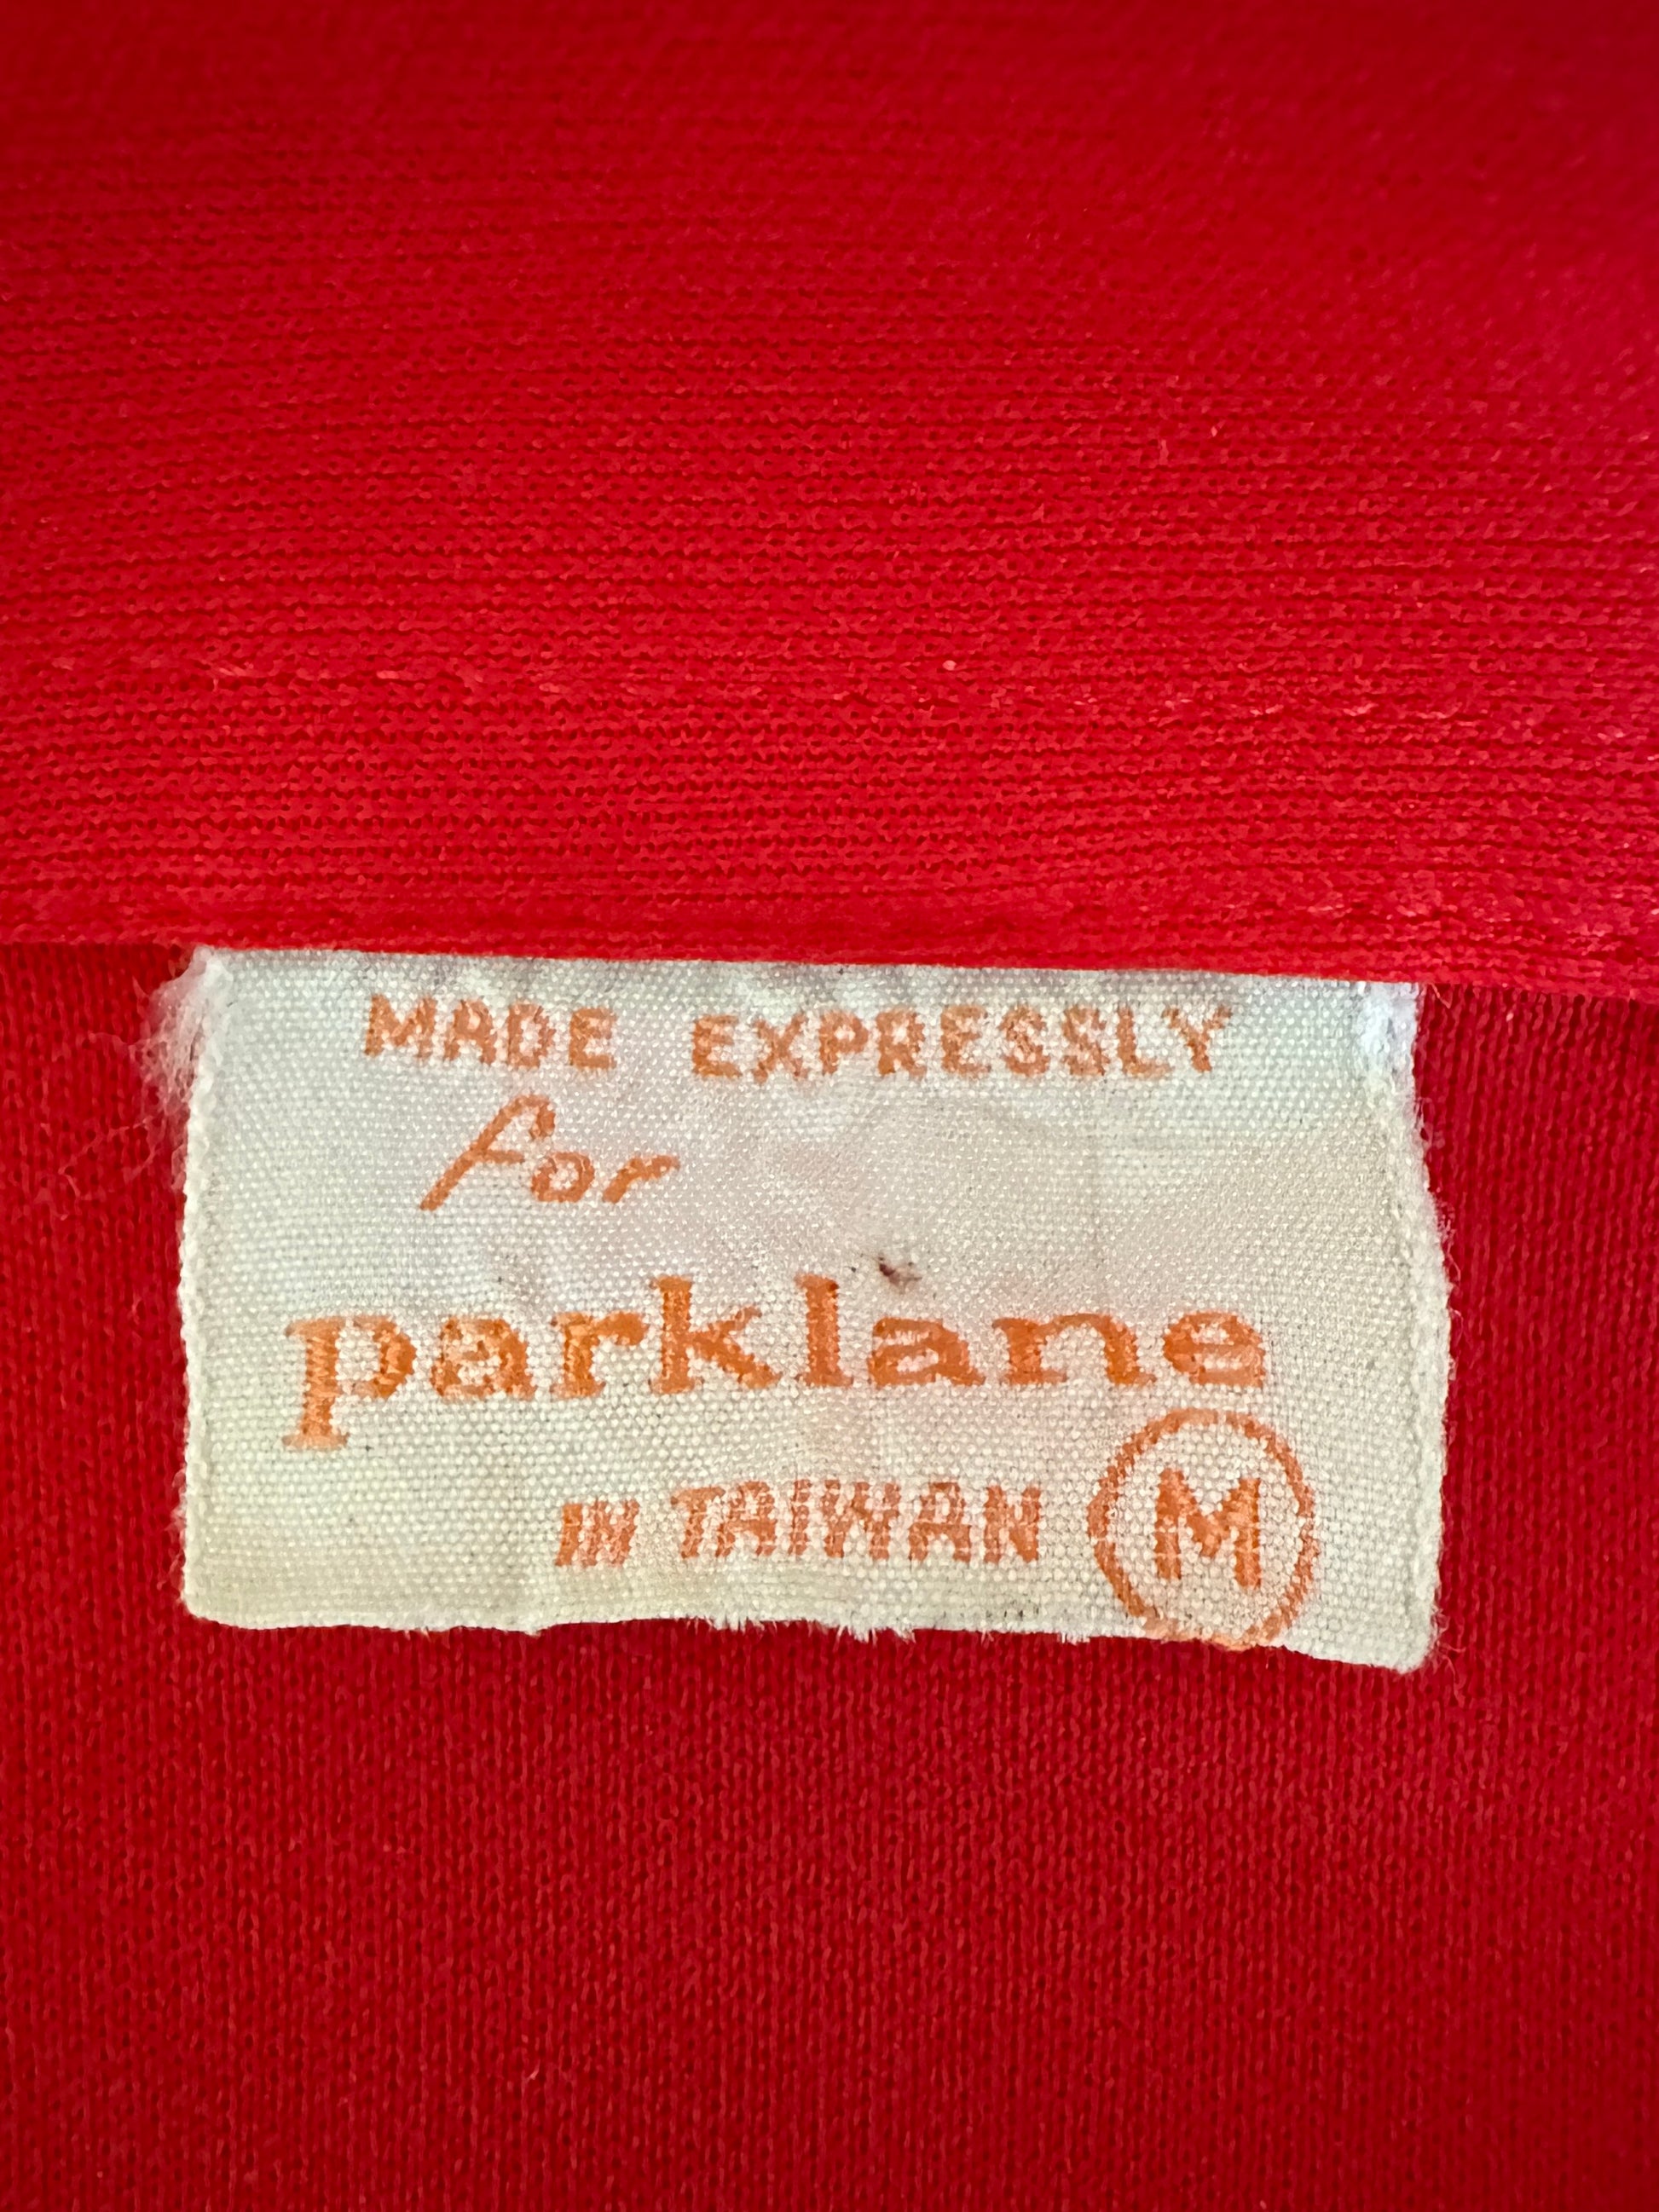 MADE EXPRESSLY
for
parklane
IN TAIWAN M